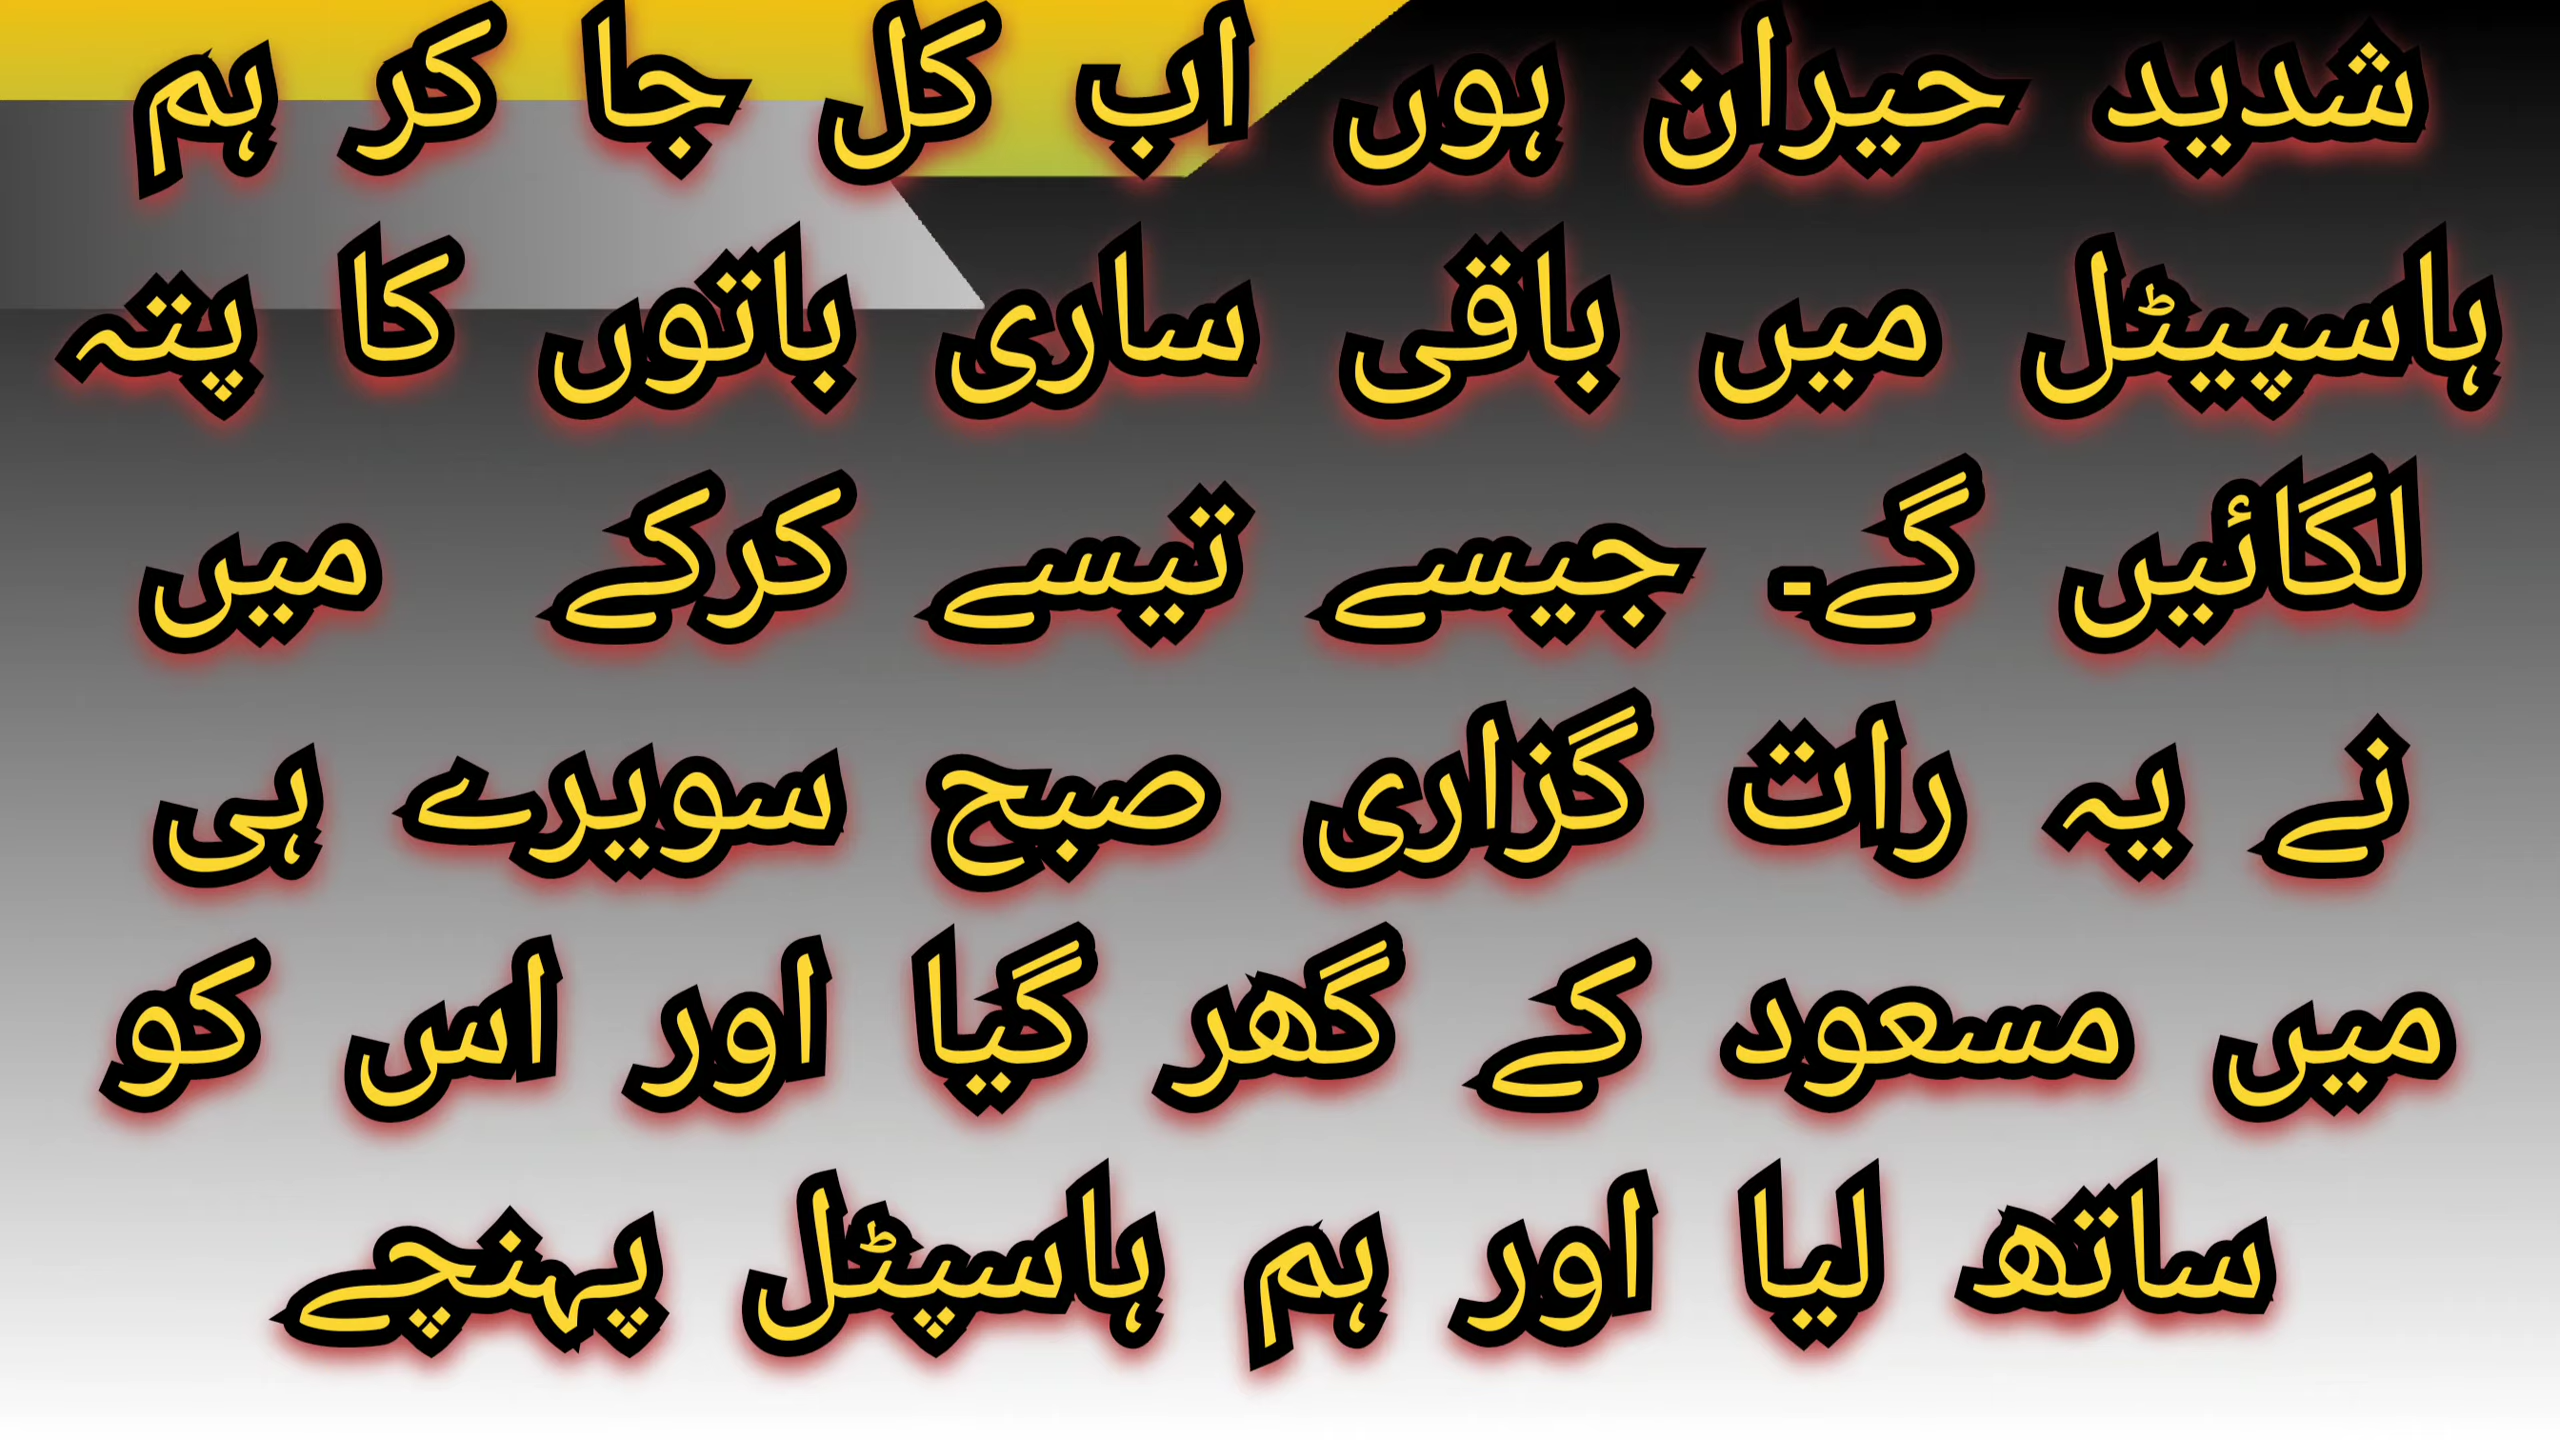 شدید حیران ہوں اب کل جا کر ہم
ہاسپیٹل میں باقی ساری باتوں کا پتہ
لگائیں گے۔ جیسے تیسے کرکے میں
نے یہ رات گزاری صبح سویرے ہی
میں مسعود کے گھر گیا اور اس کو
ساتھ لیا اور ہم ہاسپٹل پہنچے